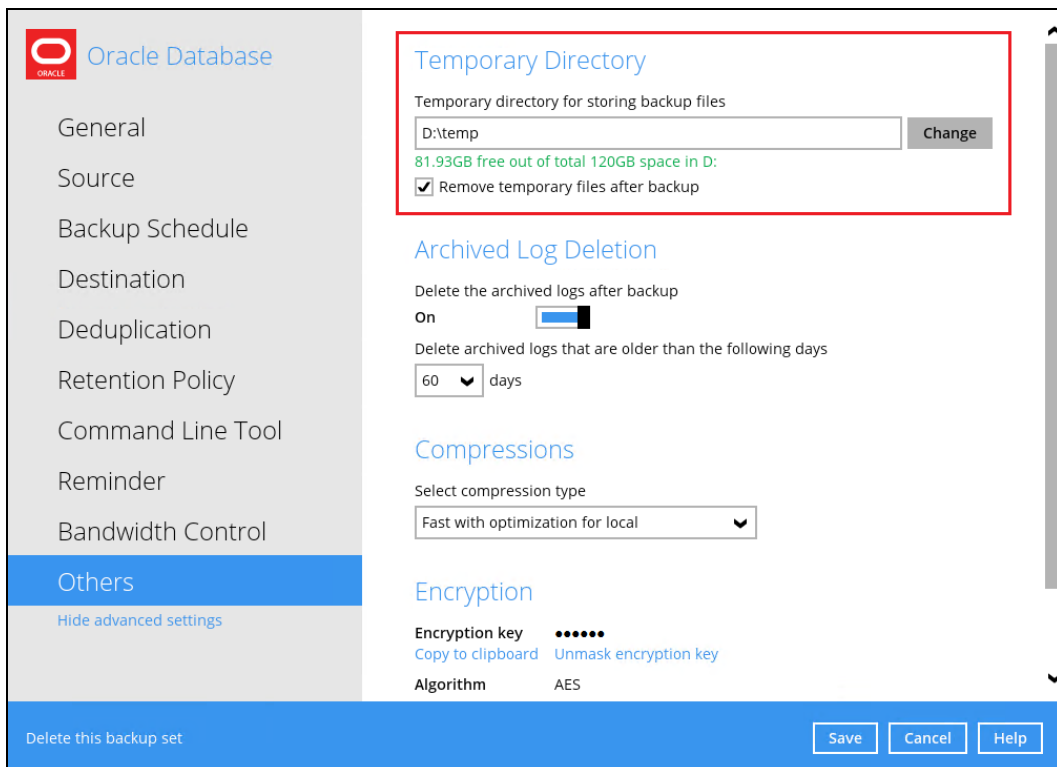 ORACLE
Oracle Database
General
Source
Backup Schedule
Destination
Deduplication
Retention Policy
Command Line Tool
Reminder
Bandwidth Control
Others
Hide advanced settings
Temporary Directory
Temporary directory for storing backup files
D:\temp
Change
81.93GB free out of total 120GB space in D:
Remove temporary files after backup
Archived Log Deletion
Delete the archived logs after backup
On
Delete archived logs that are older than the following days
60 days
Compressions
Select compression type
Fast with optimization for local
Encryption
Encryption key ••••••
Copy to clipboard Unmask encryption key
Algorithm AES
Delete this backup set
Save Cancel Help